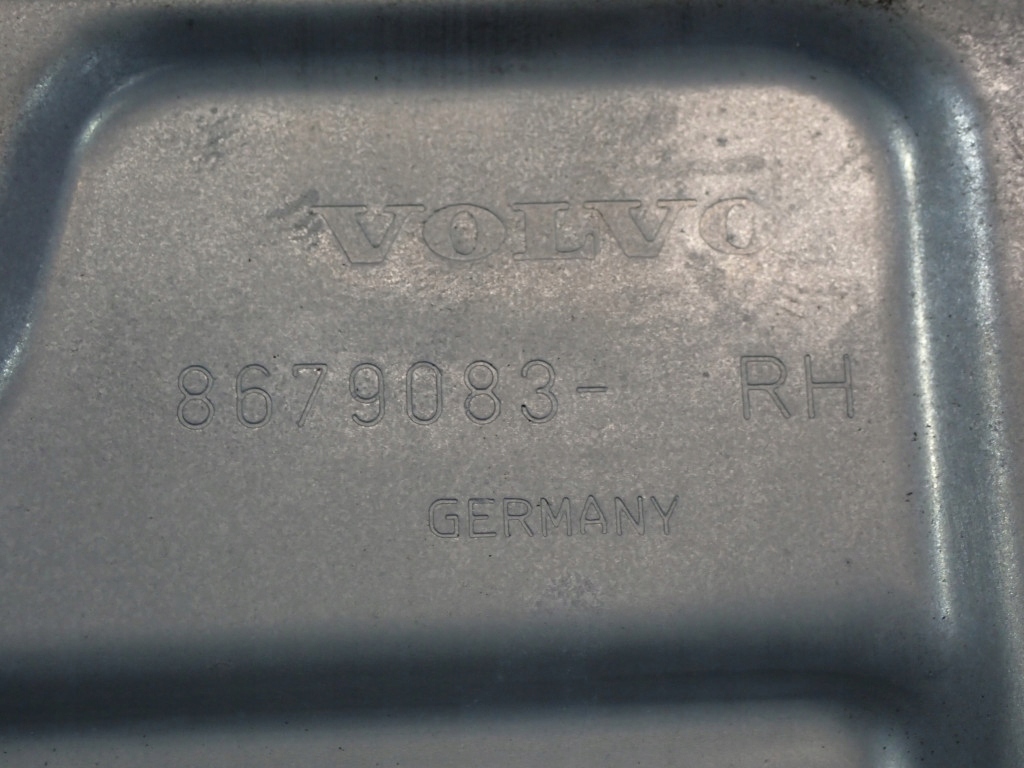 VOLVO
8679083- RH
GERMANY